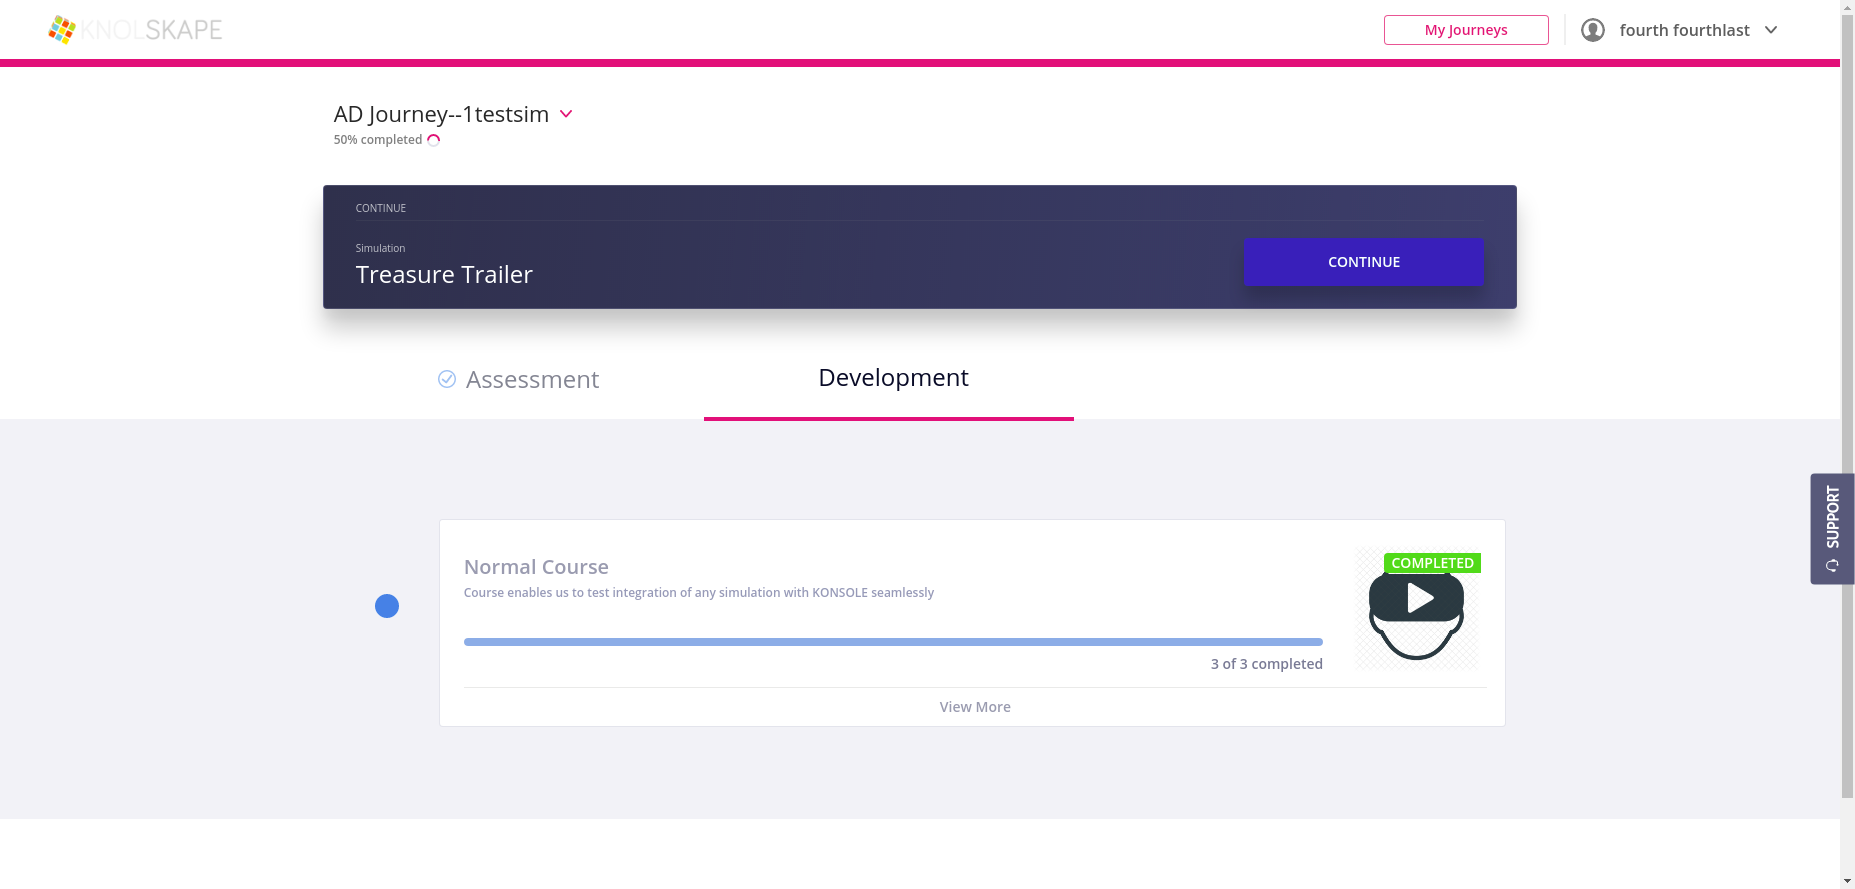 KNOLSKAPE
My Journeys
fourth fourthlast
AD Journey--1testsim
50% completed
CONTINUE
Simulation
Treasure Trailer
CONTINUE
Assessment
Development
SUPPORT
Normal Course
Course enables us to test integration of any simulation with KONSOLE seamlessly
COMPLETED
3 of 3 completed
View More